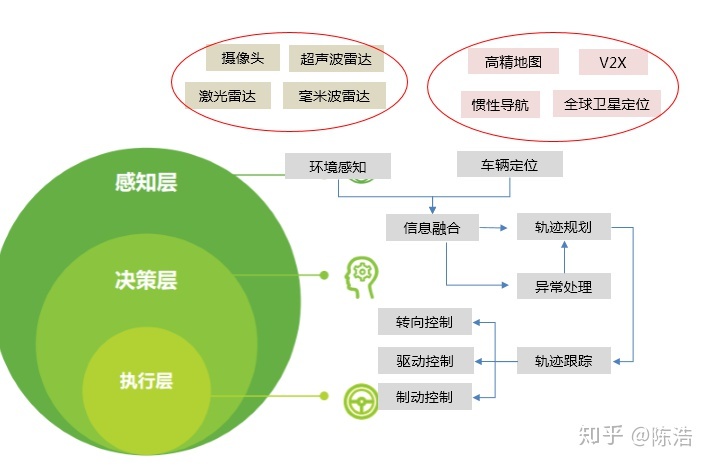 摄像头 超声波雷达
激光雷达 毫米波雷达
高精地图 V2X
惯性导航 全球卫星定位
感知层
环境感知
车辆定位
信息融合
轨迹规划
决策层
异常处理
转向控制
执行层
驱动控制
轨迹跟踪
制动控制
知乎 @陈浩